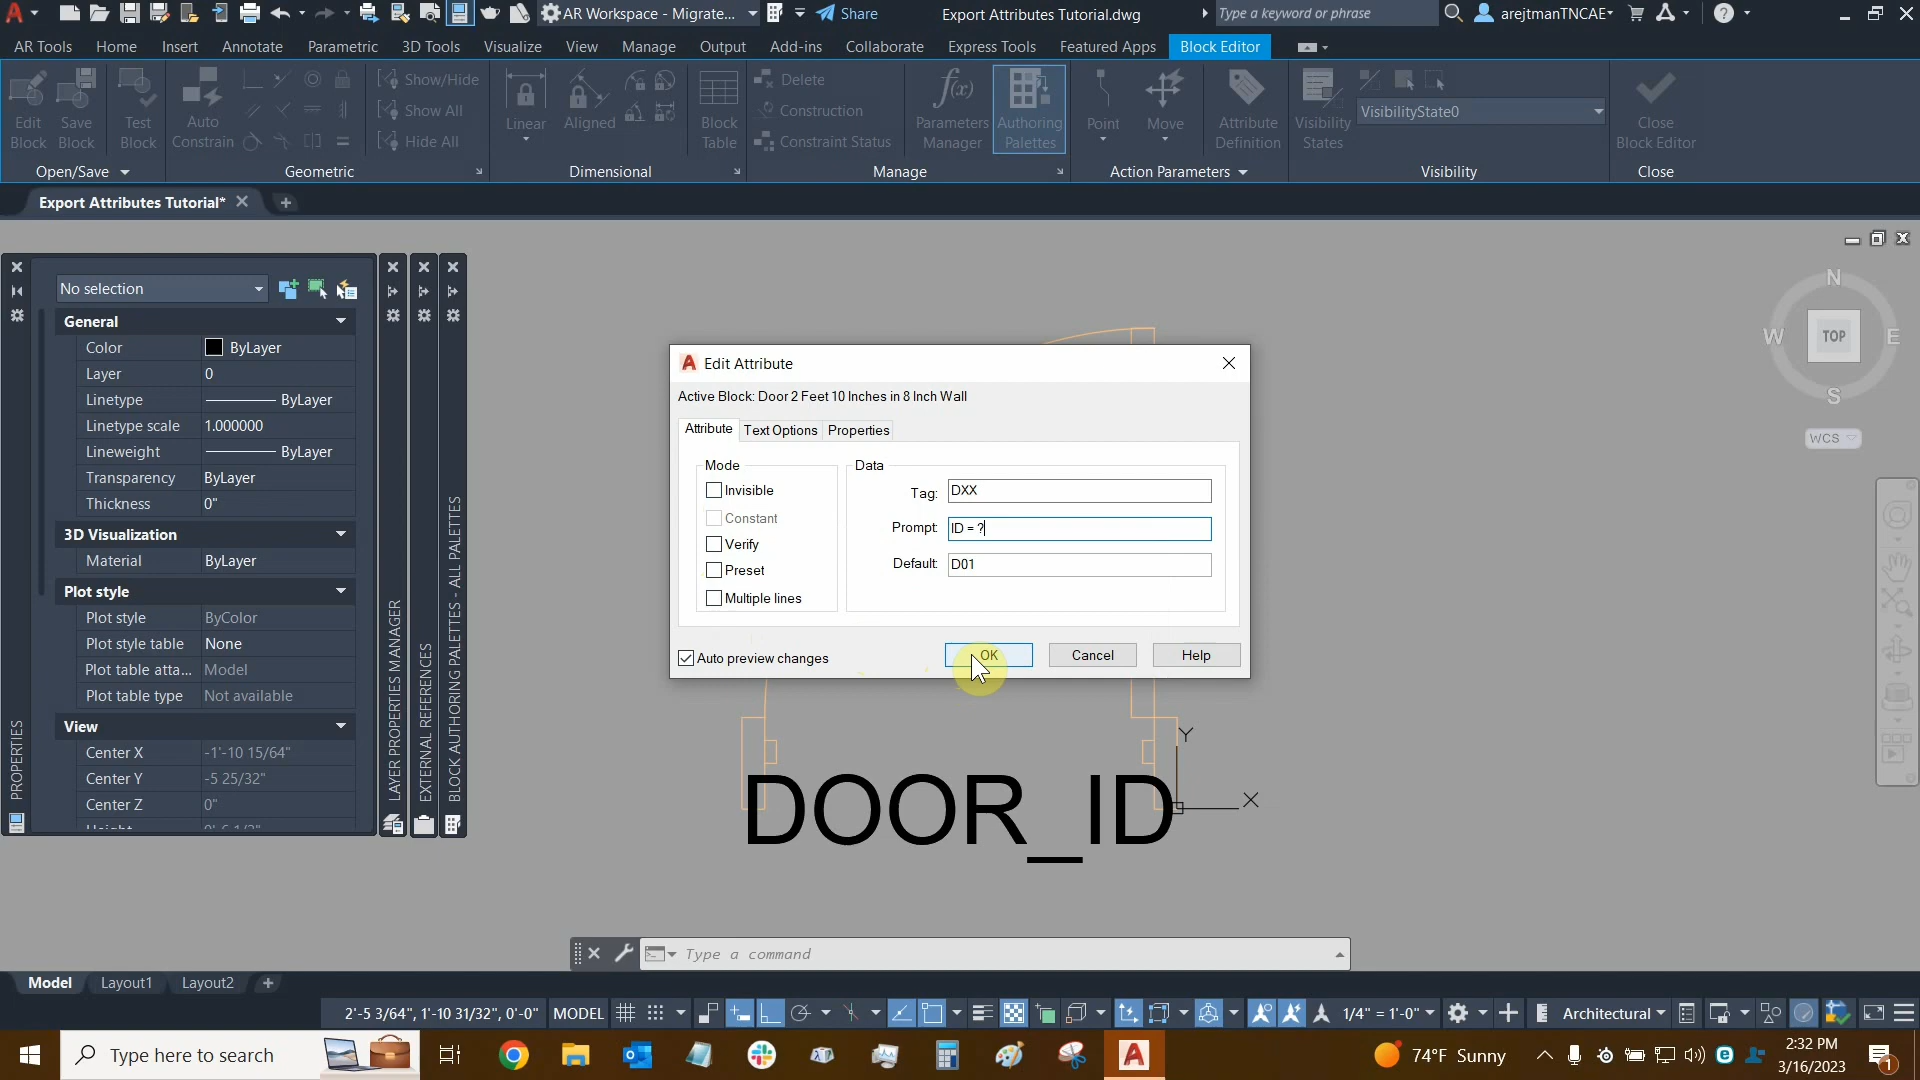 AR Workspace - Migrate...
Share
Export Attributes Tutorial.dwg
Type a keyword or phrase
arejtmanTNCAE
AR Tools
Home
Insert
Annotate
Parametric
3D Tools
Visualize
View
Manage
Output
Add-ins
Collaborate
Express Tools
Featured Apps
Block Editor
Edit Block
Save Block
Test Block
Auto Constrain
Show/Hide
Show All
Hide All
Linear
Aligned
Block Table
Delete
Construction
Constraint Status
Parameters Manager
Authoring Palettes
Point
Move
Attribute Definition
Visibility States
VisibilityState0
Close Block Editor
Open/Save
Geometric
Dimensional
Manage
Action Parameters
Visibility
Close
Export Attributes Tutorial*
No selection
General
Color ByLayer
Layer 0
Linetype ByLayer
Linetype scale 1.000000
Lineweight ByLayer
Transparency ByLayer
Thickness 0"
3D Visualization
Material ByLayer
Plot style
Plot style ByColor
Plot style table None
Plot table atta... Model
Plot table type Not available
View
Center X -1'-10 15/64"
Center Y -5 25/32"
Center Z 0"
PROPERTIES
LAYER PROPERTIES MANAGER
EXTERNAL REFERENCES
BLOCK AUTHORING PALETTES - ALL PALETTES
Edit Attribute
Active Block: Door 2 Feet 10 Inches in 8 Inch Wall
Attribute
Text Options
Properties
Mode
Invisible
Constant
Verify
Preset
Multiple lines
Data
Tag: DXX
Prompt: ID = ?
Default: D01
Auto preview changes
OK
Cancel
Help
DOOR_ID
Y
X
N
W
TOP
E
S
WCS
Type a command
Model
Layout1
Layout2
2'-5 3/64", 1'-10 31/32", 0'-0"
MODEL
1/4" = 1'-0"
Architectural
Type here to search
74°F Sunny
2:32 PM
3/16/2023
1